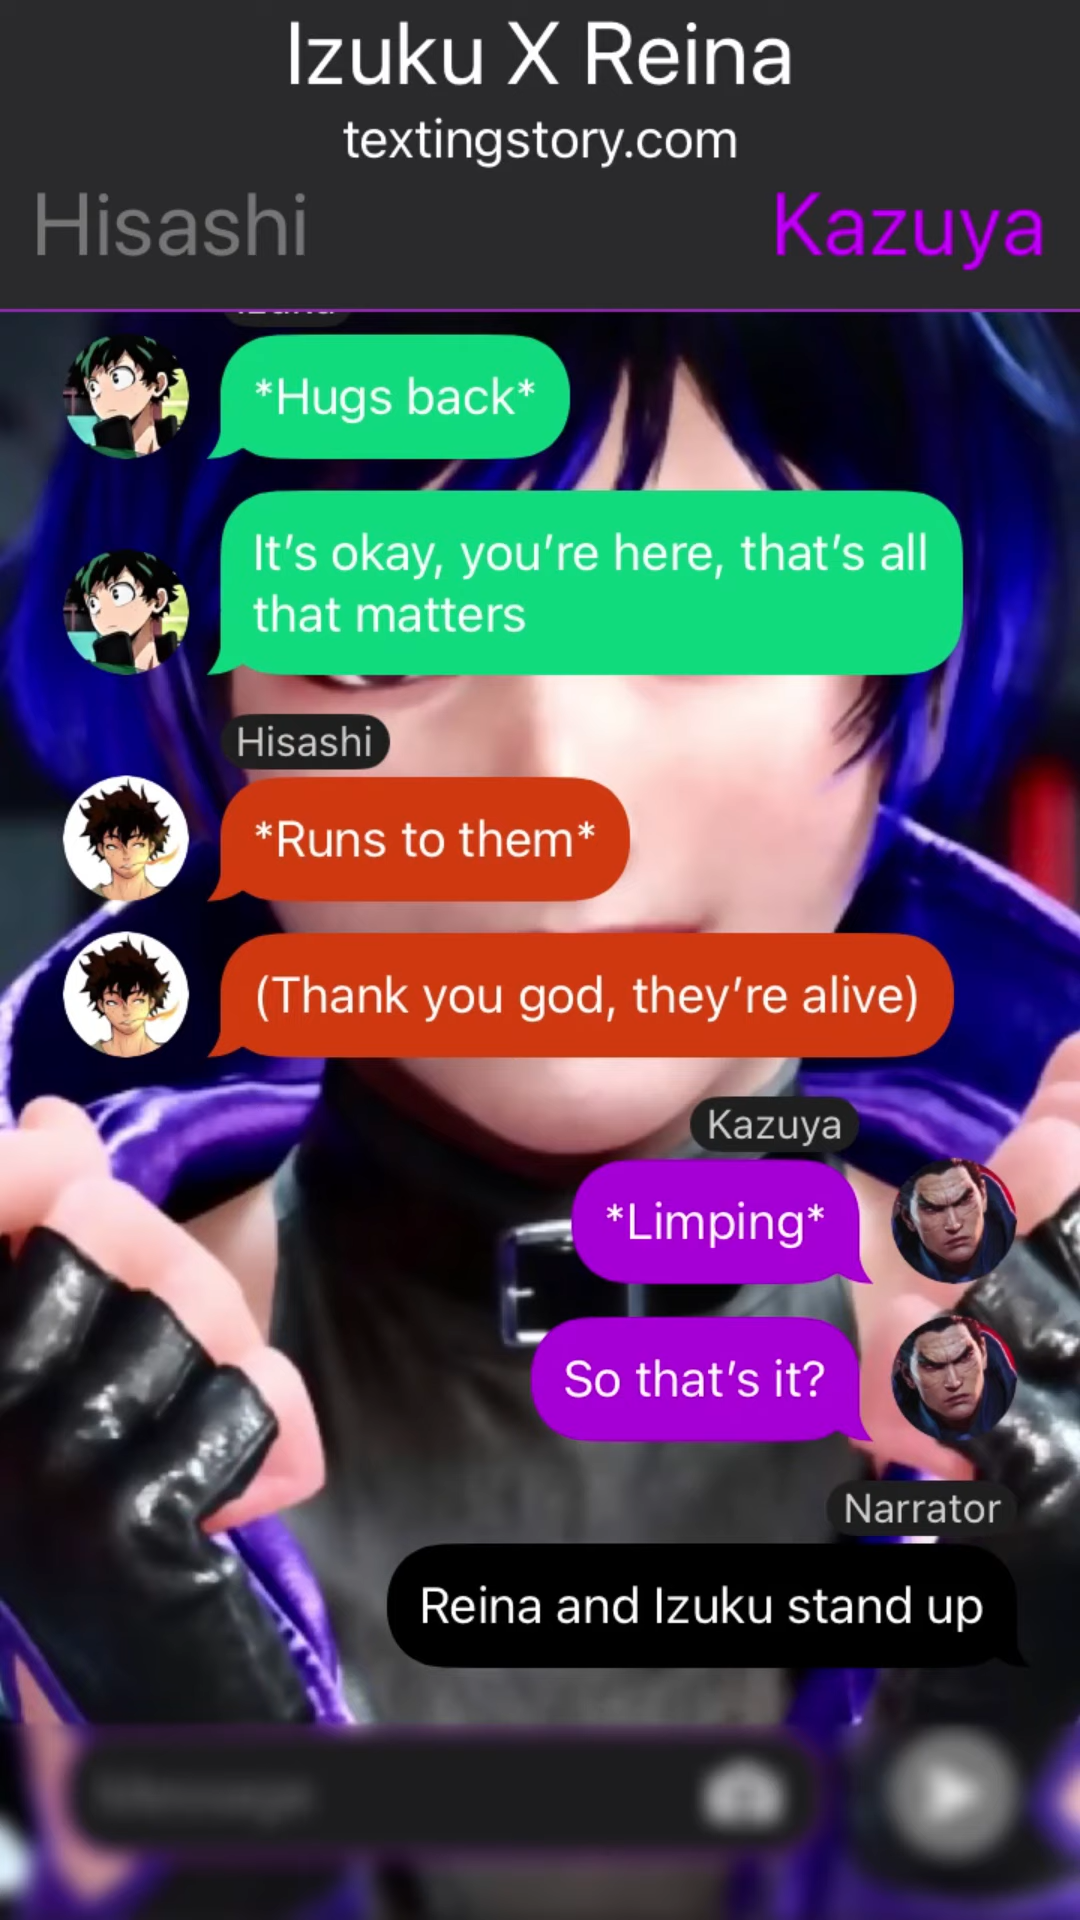 Izuku X Reina
textingstory.com
Hisashi
Kazuya
*Hugs back*
It's okay, you're here, that's all
that matters
Hisashi
*Runs to them*
(Thank you god, they're alive)
Kazuya
*Limping*
So that's it?
Narrator
Reina and Izuku stand up